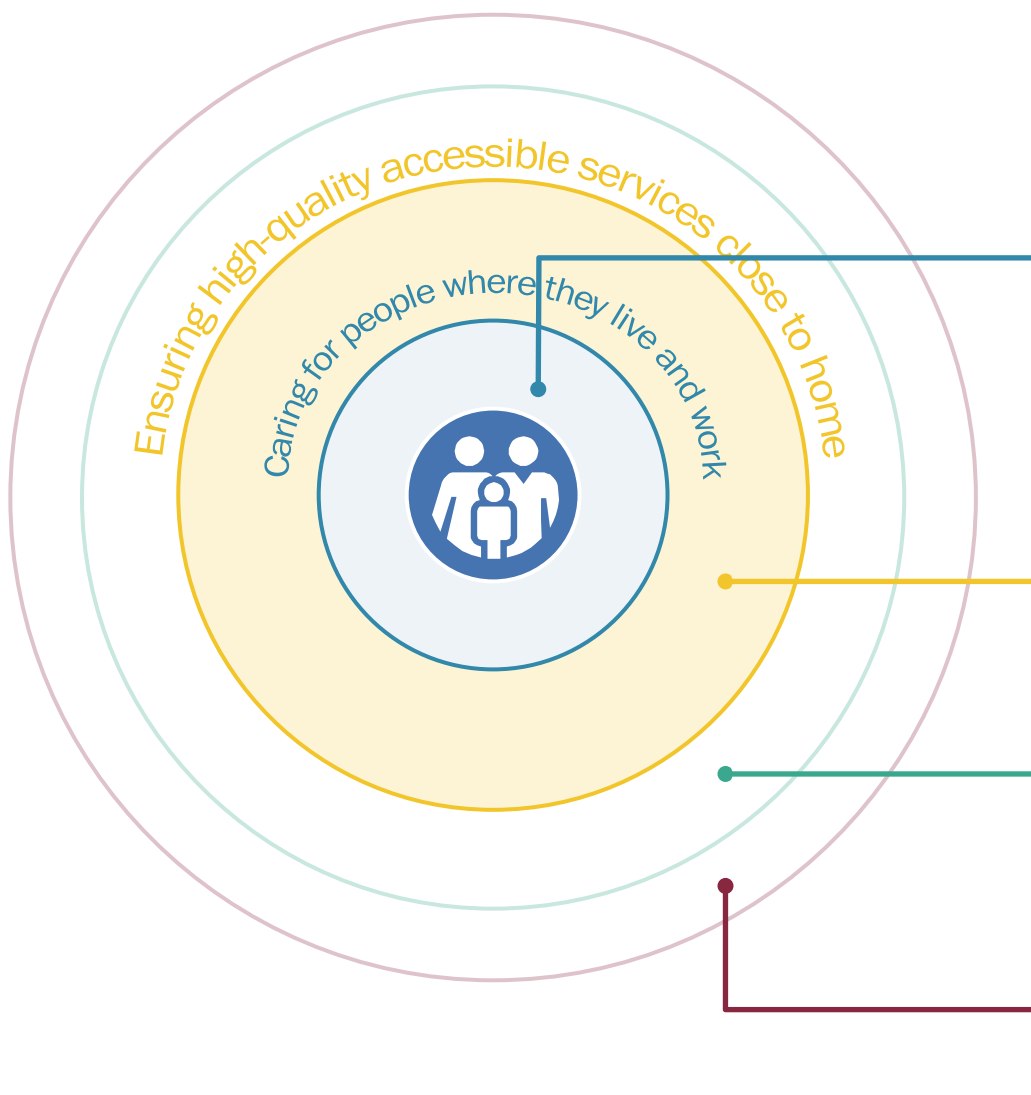 Ensuring high-quality accessible services close to home
Caring for people where they live and work